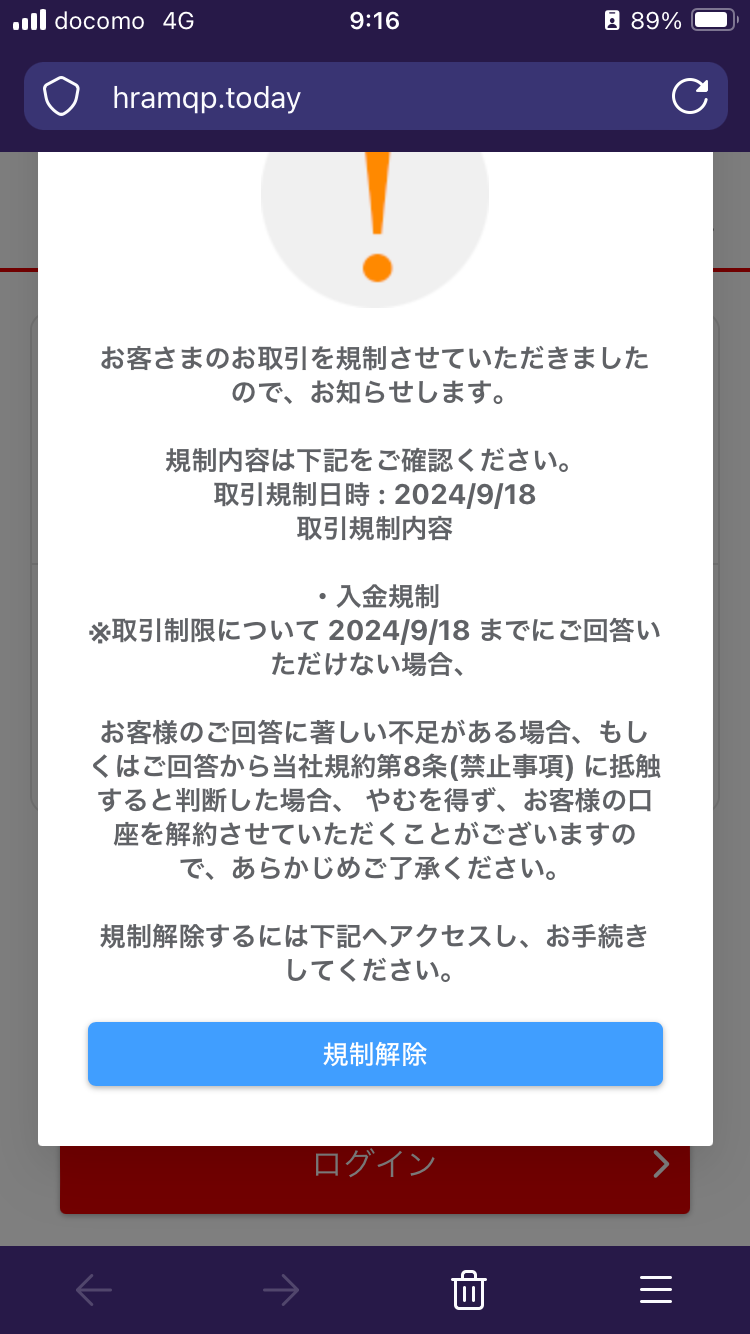 docomo 4G 9:16 89%
hramqp.today
お客さまのお取引を規制させていただきました
ので、お知らせします。
規制内容は下記をご確認ください。
取引規制日時 : 2024/9/18
取引規制内容
・入金規制
※取引制限について 2024/9/18 までにご回答い
ただけない場合、
お客様のご回答に著しい不足がある場合、もし
くはご回答から当社規約第8条(禁止事項) に抵触
すると判断した場合、 やむを得ず、お客様の口
座を解約させていただくことがございますの
で、あらかじめご了承ください。
規制解除するには下記へアクセスし、お手続き
してください。
規制解除
ログイン